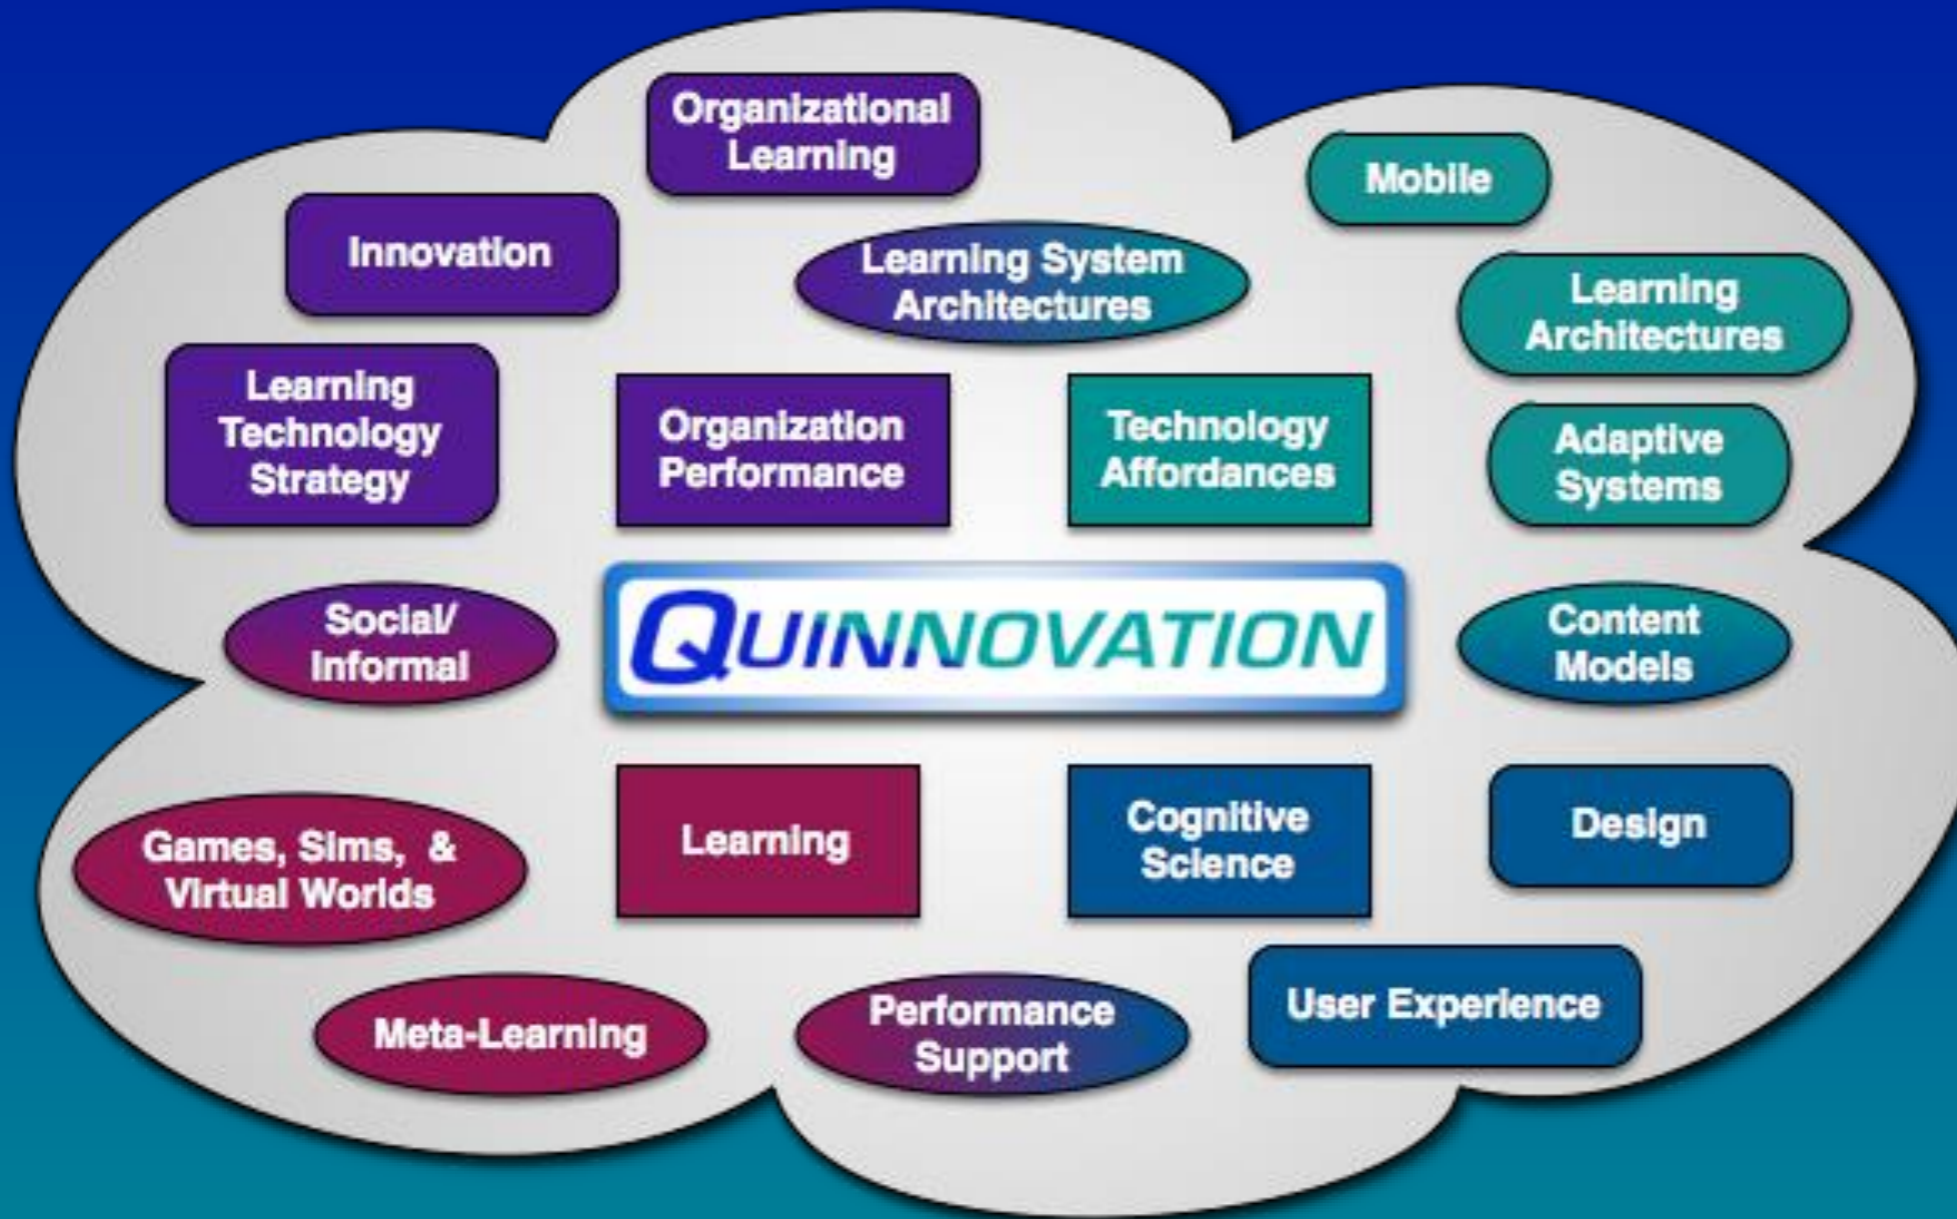 Organizational
Learning
Mobile
Innovation
Learning System
Architectures
Learning
Architectures
Learning
Technology
Strategy
Organization
Performance
Technology
Affordances
Adaptive
Systems
Social/
Informal
QUINNOVATION
Content
Models
Games, Sims, &
Virtual Worlds
Learning
Cognitive
Science
Design
Meta-Learning
Performance
Support
User Experience